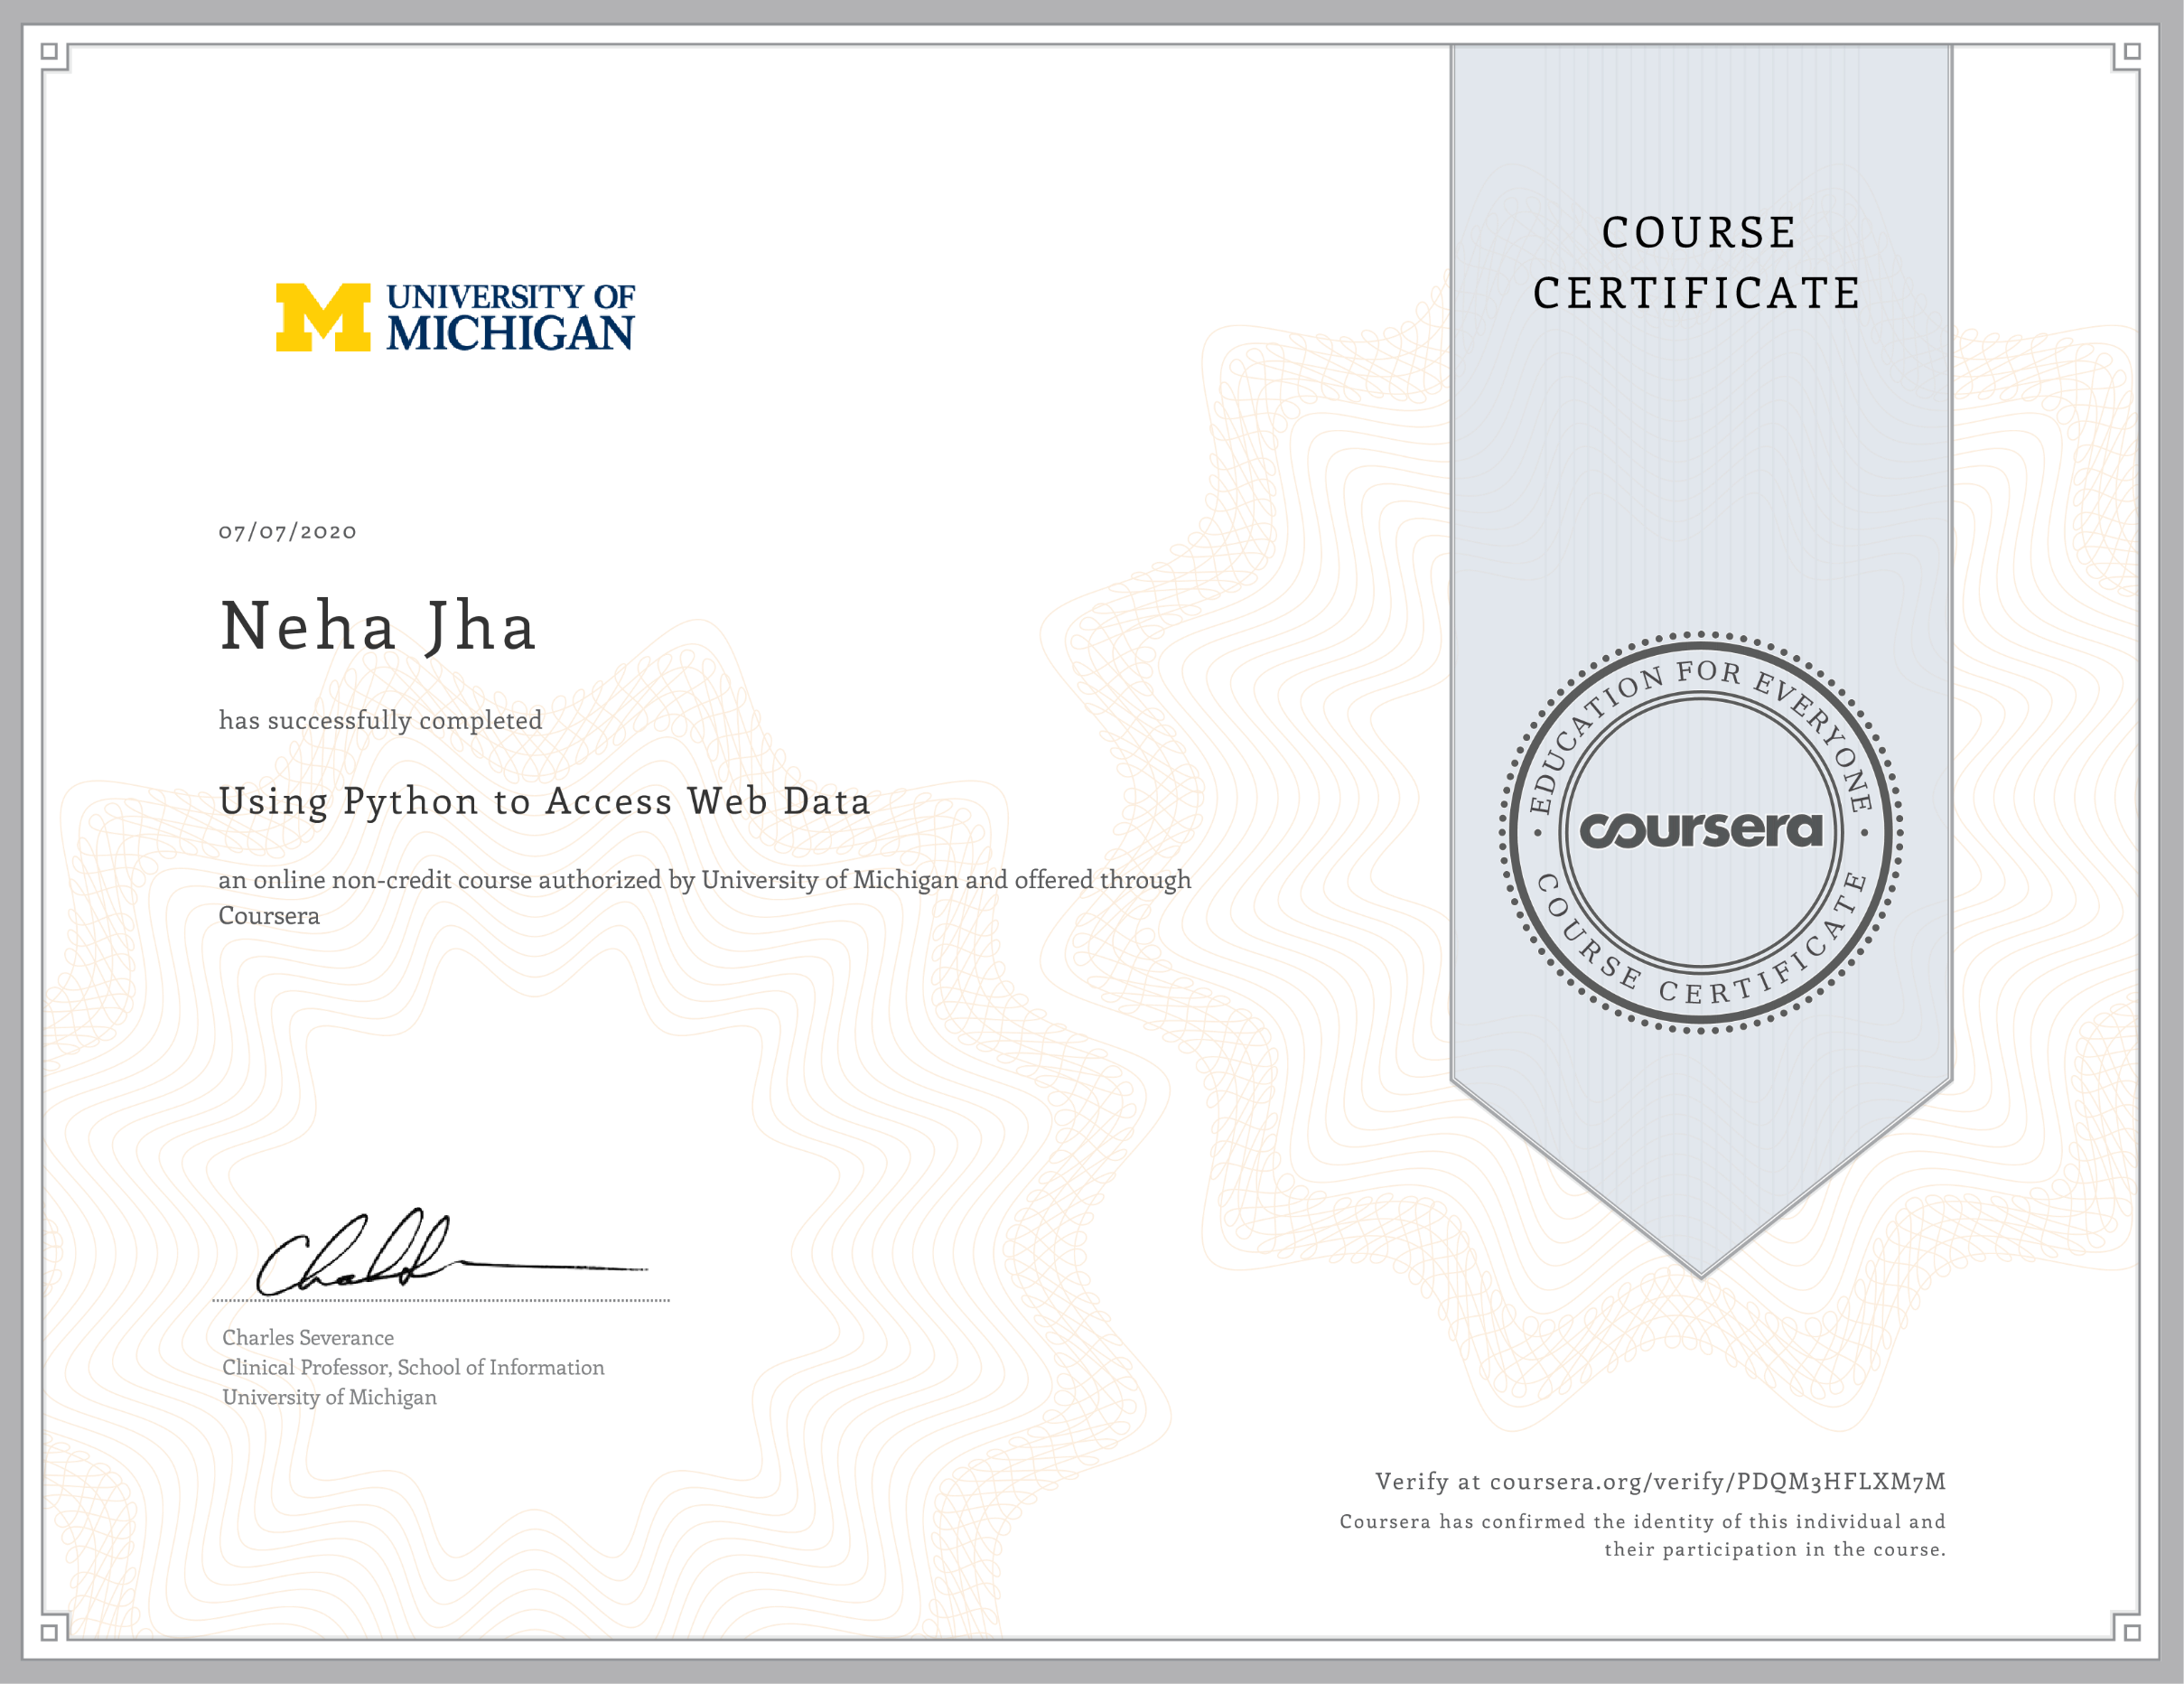 UNIVERSITY OF
MICHIGAN
COURSE
CERTIFICATE
07/07/2020
Neha Jha
has successfully completed
Using Python to Access Web Data
an online non-credit course authorized by University of Michigan and offered through
Coursera
EDUCATION FOR EVERYONE
coursera
COURSE CERTIFICATE
Charles Severance
Clinical Professor, School of Information
University of Michigan
Verify at coursera.org/verify/PDQM3HFLXM7M
Coursera has confirmed the identity of this individual and
their participation in the course.